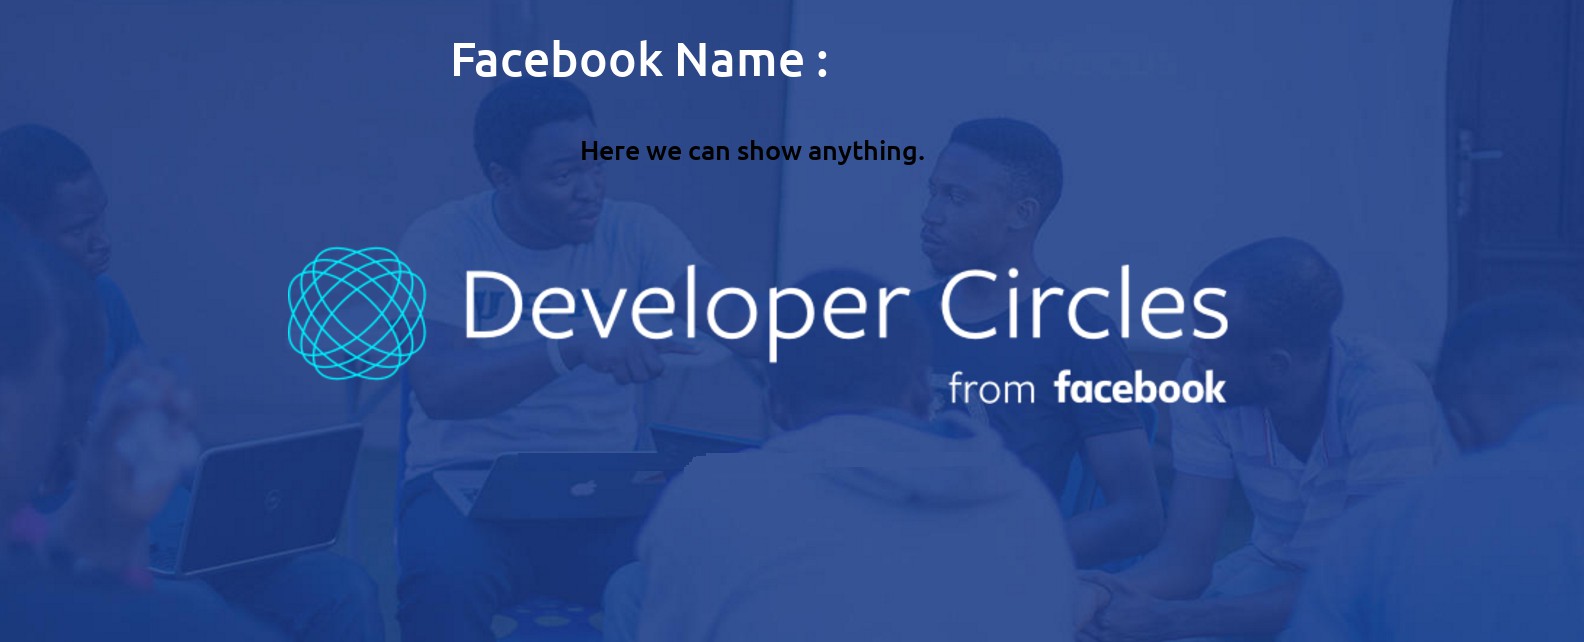 Facebook Name :
Here we can show anything.
Developer Circles
from facebook